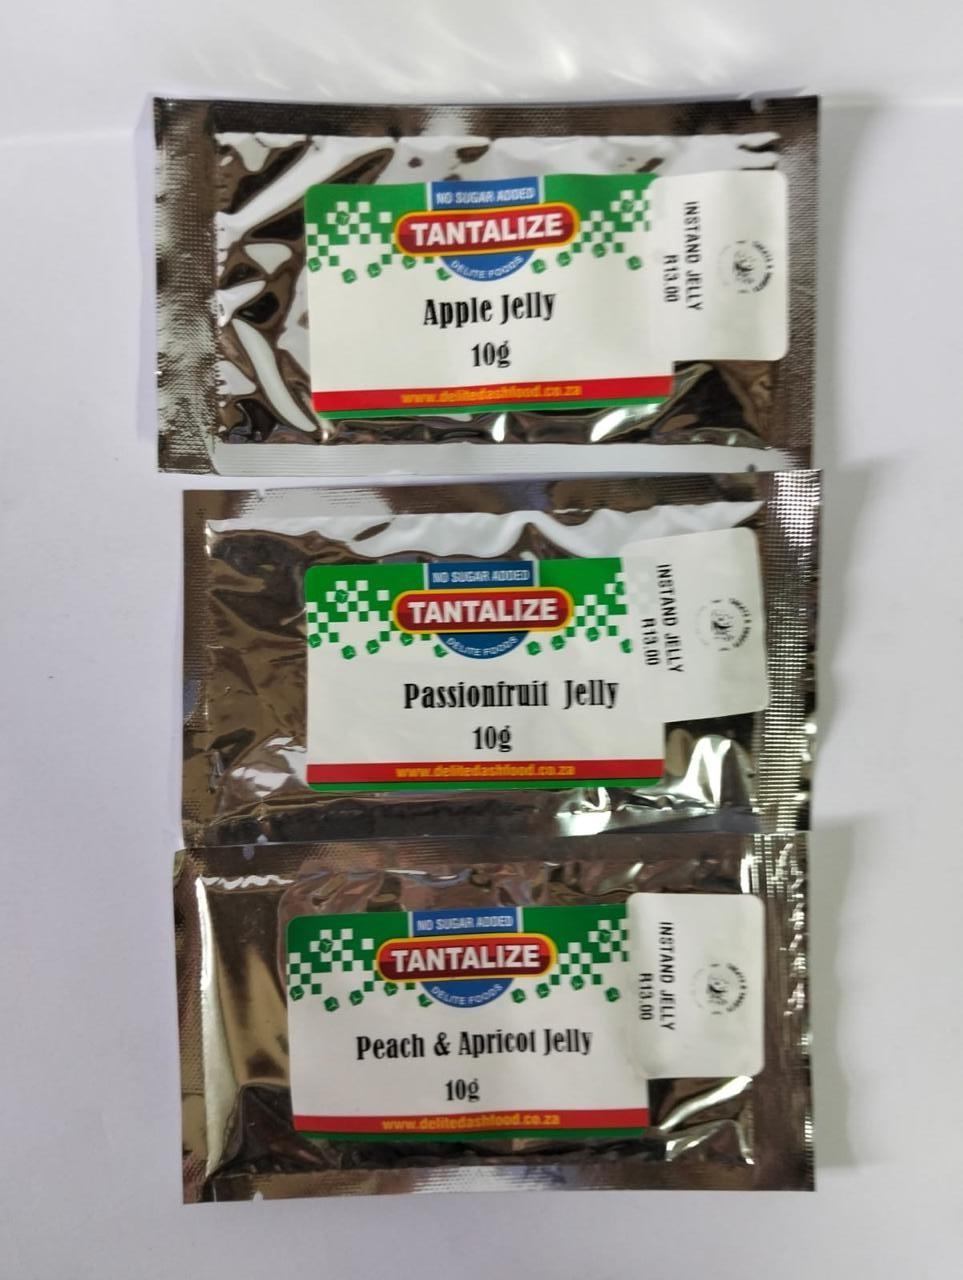 NO SUGAR ADDED
TANTALIZE
DELITE FOODS
Apple Jelly
10g
www.delitedashfood.co.za
INSTAND JELLY
R13.00
NO SUGAR ADDED
TANTALIZE
DELITE FOODS
Passionfruit Jelly
10g
www.delitedashfood.co.za
INSTAND JELLY
R13.00
NO SUGAR ADDED
TANTALIZE
DELITE FOODS
Peach & Apricot Jelly
10g
www.delitedashfood.co.za
INSTAND JELLY
R13.00